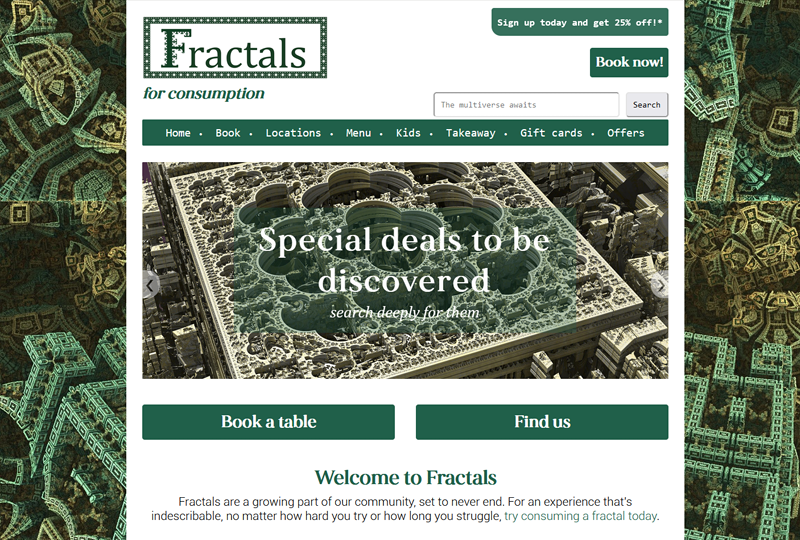 Fractals
for consumption
Sign up today and get 25% off!*
Book now!
The multiverse awaits
Search
Home • Book • Locations • Menu • Kids • Takeaway • Gift cards • Offers
Special deals to be
discovered
search deeply for them
Book a table
Find us
Welcome to Fractals
Fractals are a growing part of our community, set to never end. For an experience that's
indescribable, no matter how hard you try or how long you struggle, try consuming a fractal today.